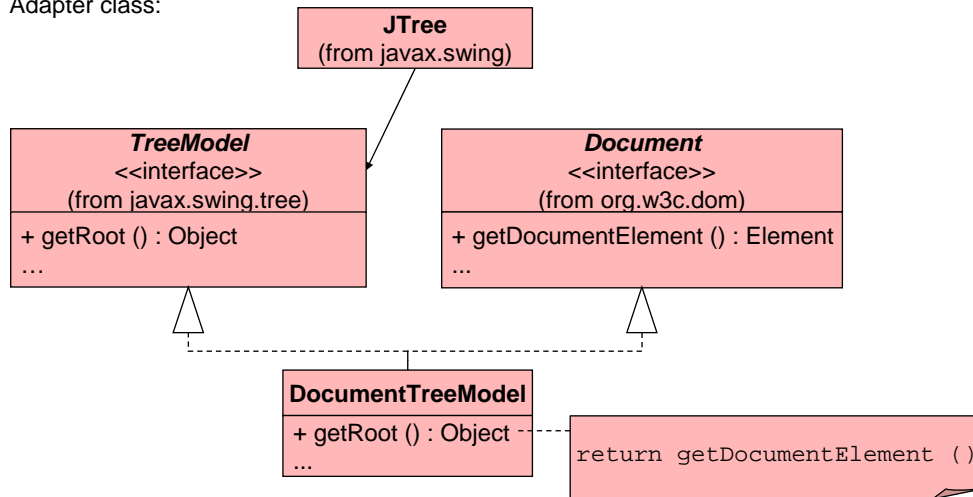 Adapter class:
JTree
(from javax.swing)
TreeModel
<<interface>>
(from javax.swing.tree)
+ getRoot () : Object
…
Document
<<interface>>
(from org.w3c.dom)
+ getDocumentElement () : Element
...
DocumentTreeModel
+ getRoot () : Object
...
return getDocumentElement ()